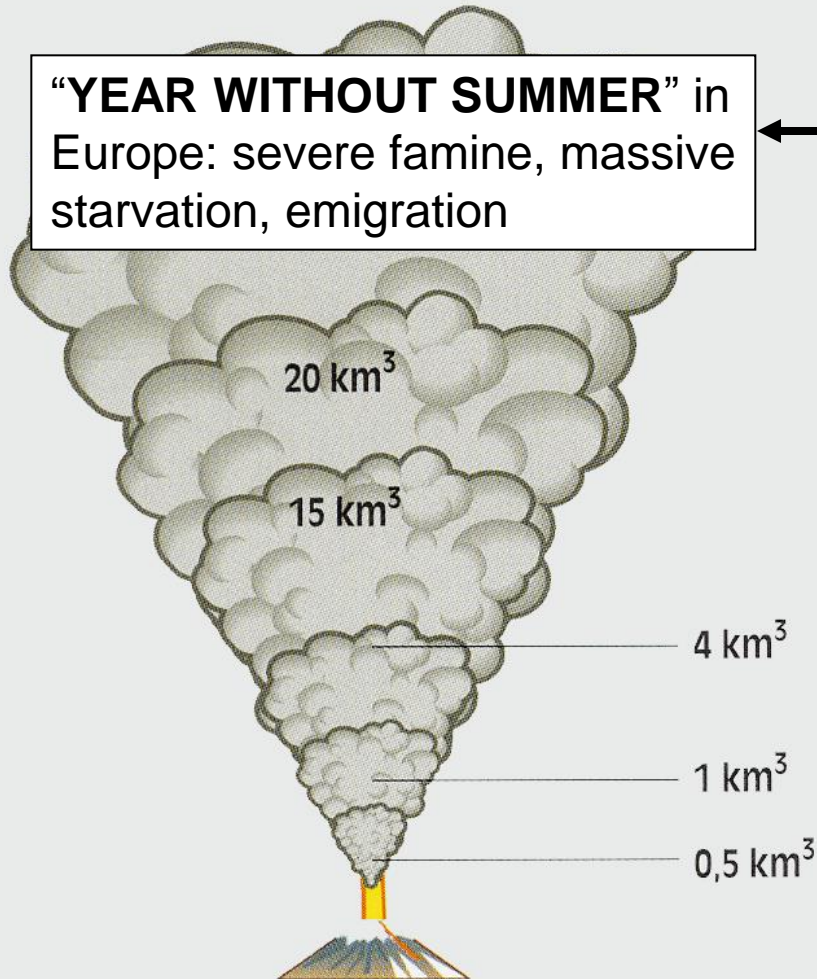 “YEAR WITHOUT SUMMER” in
Europe: severe famine, massive
starvation, emigration
20 km³
15 km³
4 km³
1 km³
0,5 km³